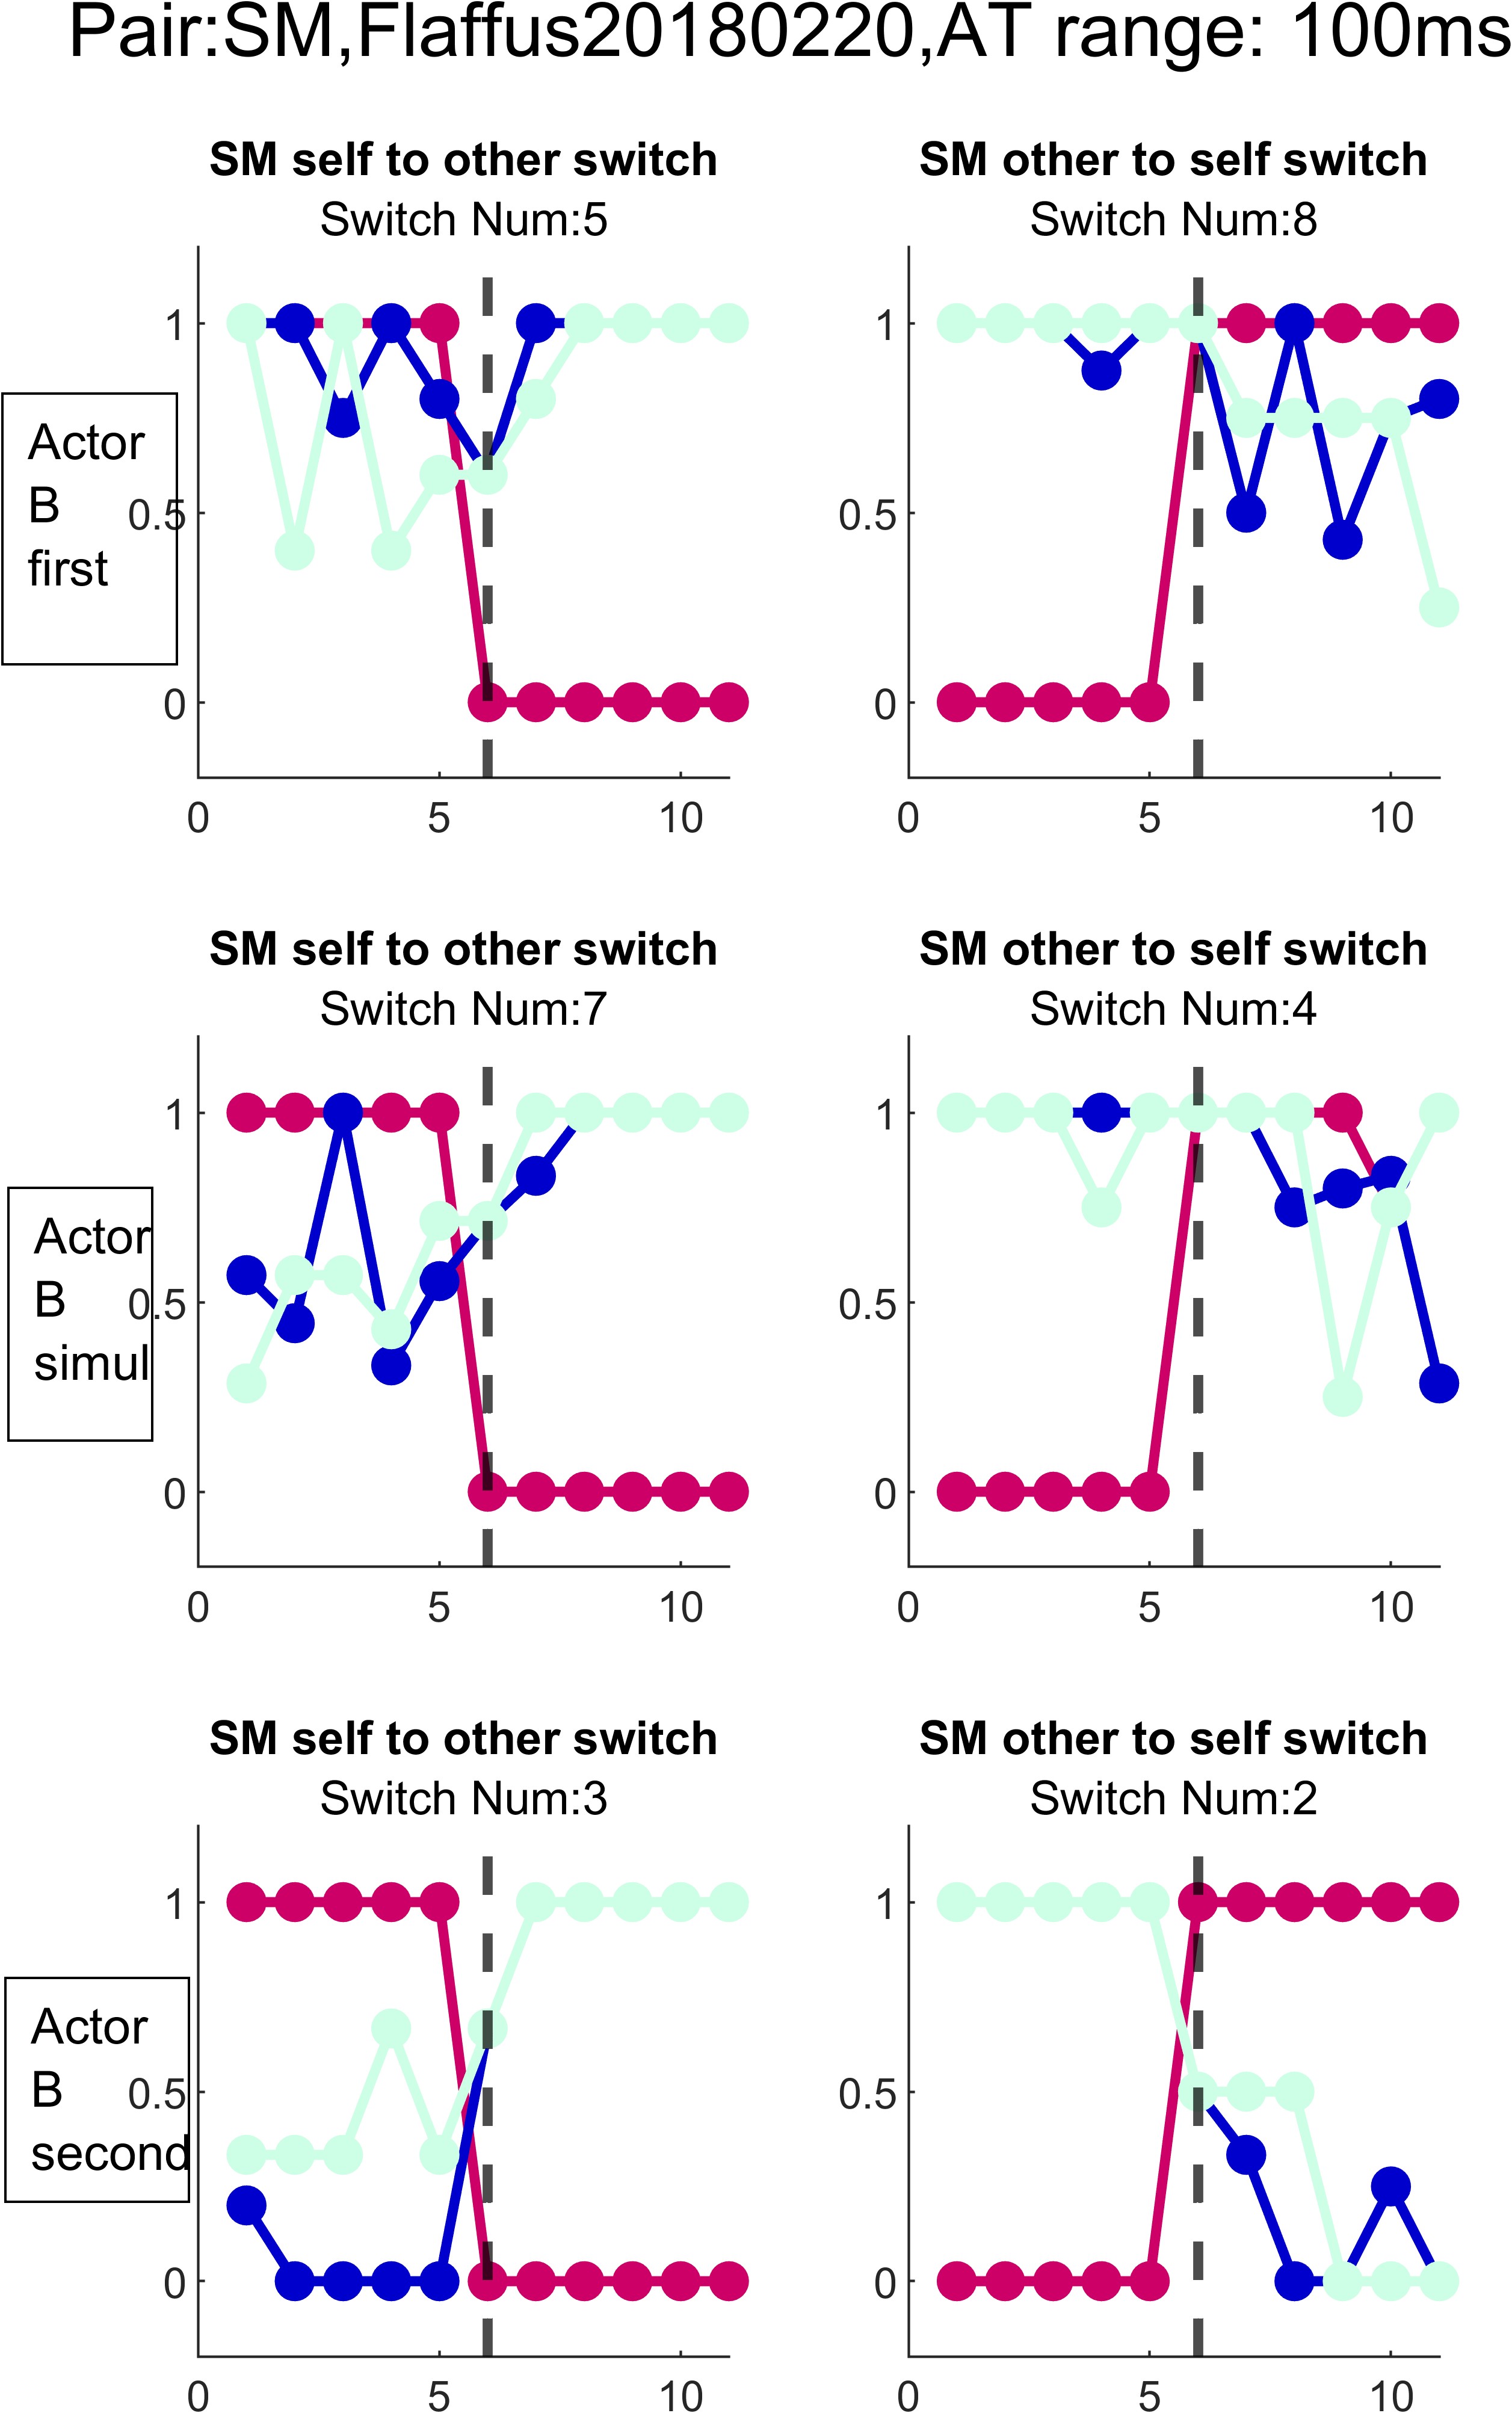 Pair:SM,Flaffus20180220,AT range: 100ms
SM self to other switch
Switch Num:5
SM other to self switch
Switch Num:8
Actor
B
first
1
0.5
0
0
5
10
1
0.5
0
0
5
10
SM self to other switch
Switch Num:7
SM other to self switch
Switch Num:4
Actor
B
simul
1
0.5
0
0
5
10
1
0.5
0
0
5
10
SM self to other switch
Switch Num:3
SM other to self switch
Switch Num:2
Actor
B
second
1
0.5
0
0
5
10
1
0.5
0
0
5
10